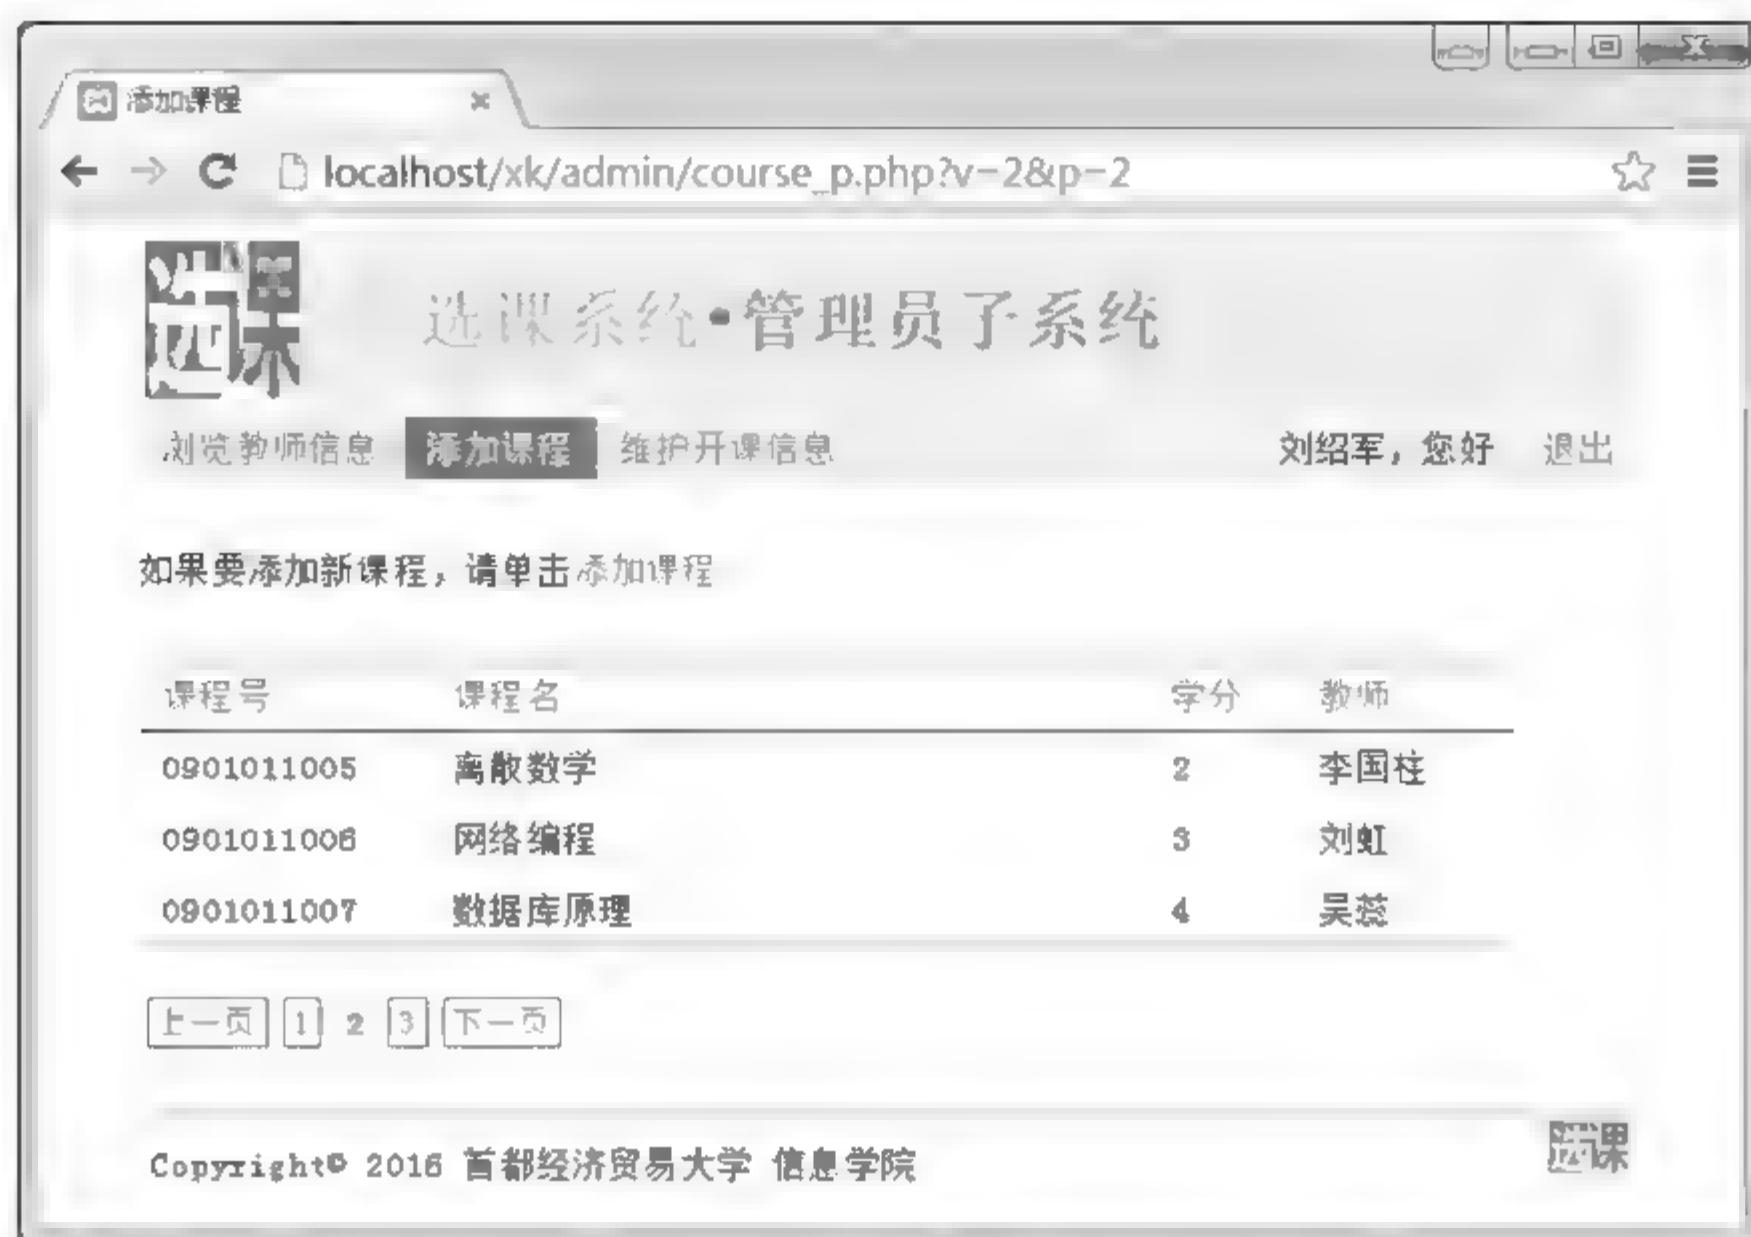 添加课程
localhost/xk/admin/course_p.php?v=2&p=2
选课
选课系统•管理员子系统
浏览教师信息 添加课程 维护开课信息 刘绍军，您好 退出
如果要添加新课程，请单击添加课程
课程号 课程名 学分 教师
0901011005 离散数学 2 李国柱
0901011006 网络编程 3 刘虹
0901011007 数据库原理 4 吴蕊
上一页 1 2 3 下一页
Copyright© 2016 首都经济贸易大学 信息学院
选课